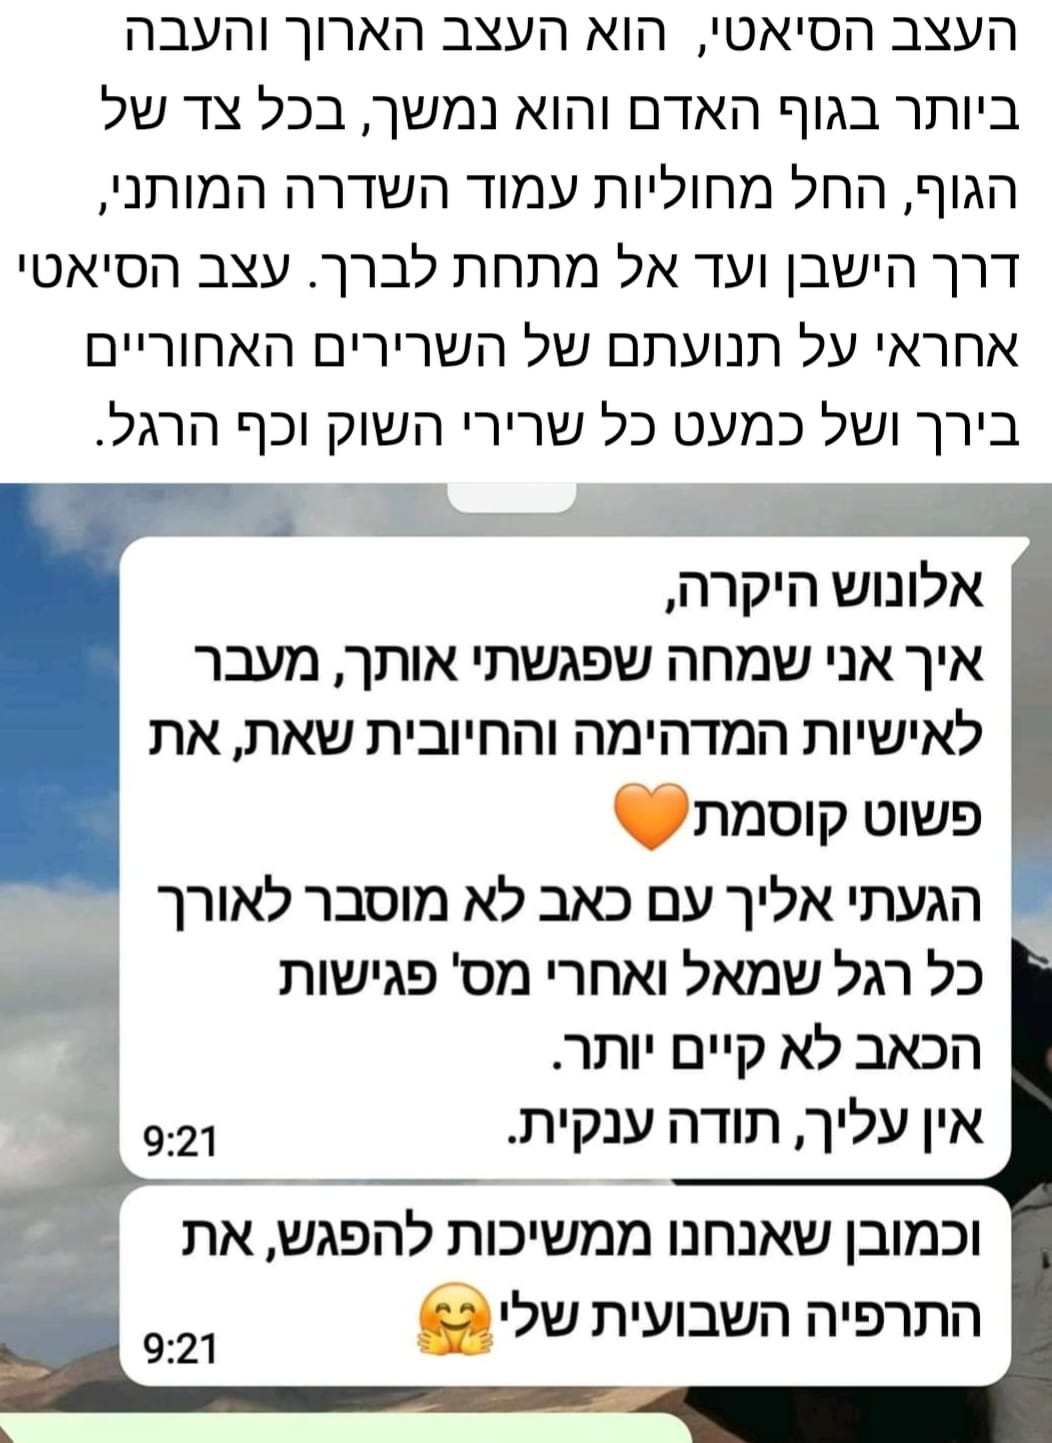 העצב הסיאטי, הוא העצב הארוך והעבה
ביותר בגוף האדם והוא נמשך, בכל צד של
הגוף, החל מחוליות עמוד השדרה המותני,
דרך הישבן ועד אל מתחת לברך. עצב הסיאטי
אחראי על תנועתם של השרירים האחוריים
בירך ושל כמעט כל שרירי השוק וכף הרגל.
אלונוש היקרה,
איך אני שמחה שפגשתי אותך, מעבר
לאישיות המדהימה והחיובית שאת, את
פשוט קוסמת🧡
הגעתי אליך עם כאב לא מוסבר לאורך
כל רגל שמאל ואחרי מס' פגישות
הכאב לא קיים יותר.
אין עליך, תודה ענקית.
9:21
וכמובן שאנחנו ממשיכות להפגש, את
התרפיה השבועית שלי🤗
9:21